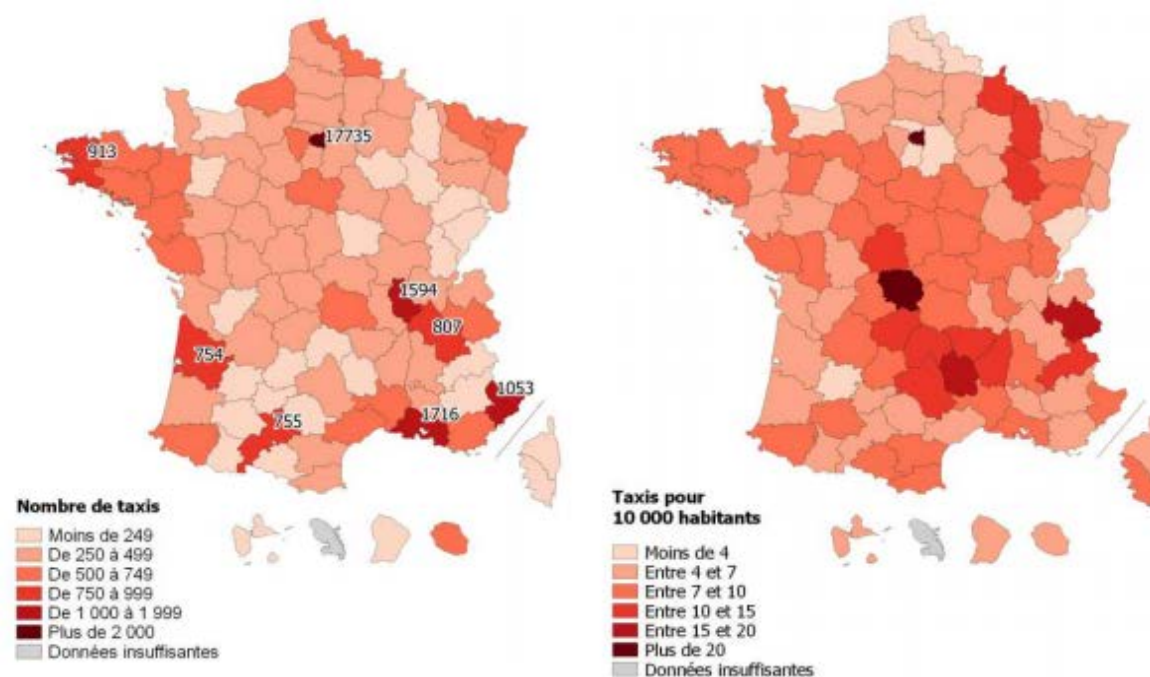 17735
913
1594
807
754
1053
1716
755
Nombre de taxis
Moins de 249
De 250 à 499
De 500 à 749
De 750 à 999
De 1 000 à 1 999
Plus de 2 000
Données insuffisantes
Taxis pour
10 000 habitants
Moins de 4
Entre 4 et 7
Entre 7 et 10
Entre 10 et 15
Entre 15 et 20
Plus de 20
Données insuffisantes